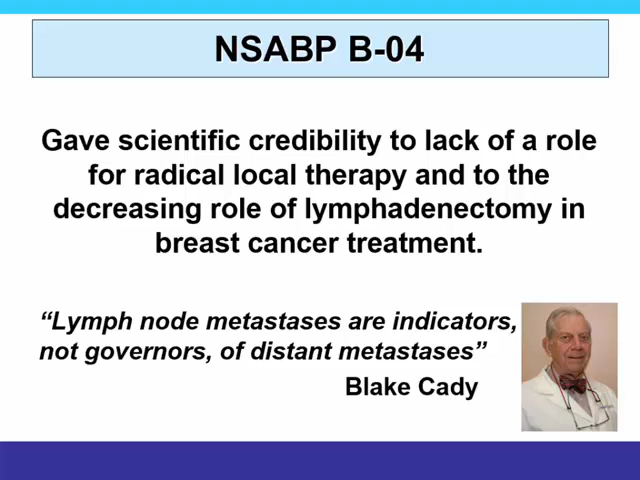 NSABP B-04
Gave scientific credibility to lack of a role
for radical local therapy and to the
decreasing role of lymphadenectomy in
breast cancer treatment.
“Lymph node metastases are indicators,
not governors, of distant metastases”
Blake Cady